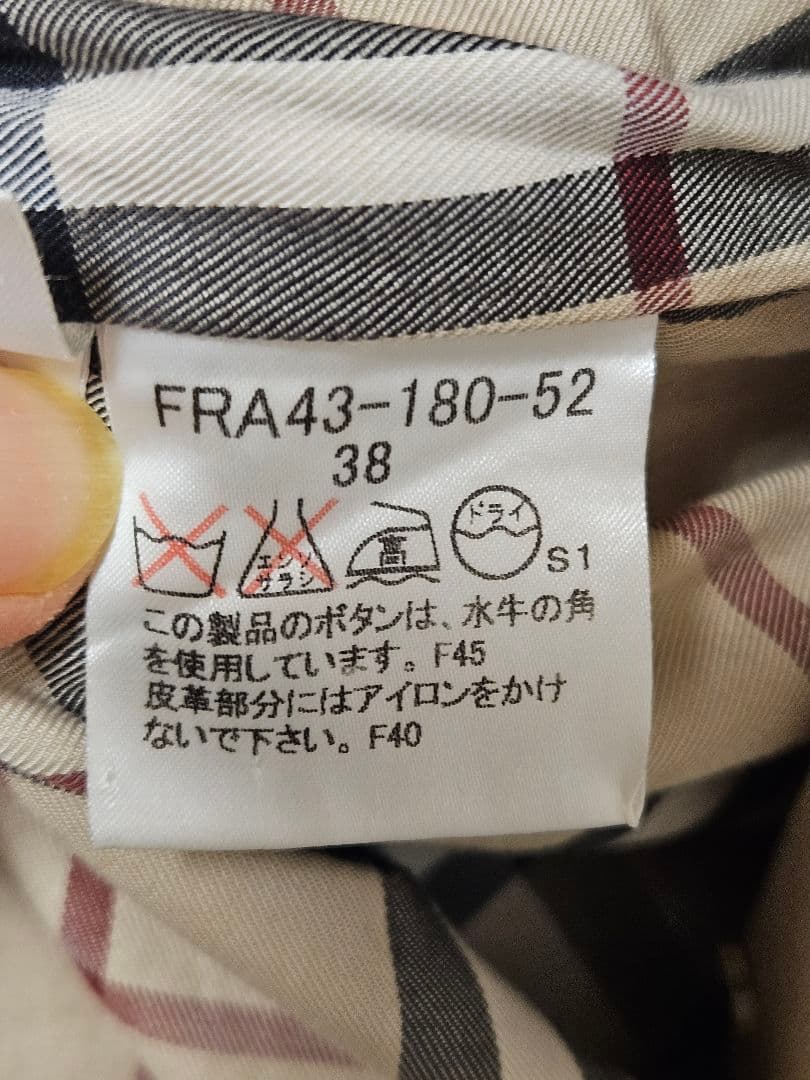 FRA43-180-52
38
エンソ
サラシ
高
ドライ
S1
この製品のボタンは、水牛の角
を使用しています。F45
皮革部分にはアイロンをかけ
ないで下さい。F40